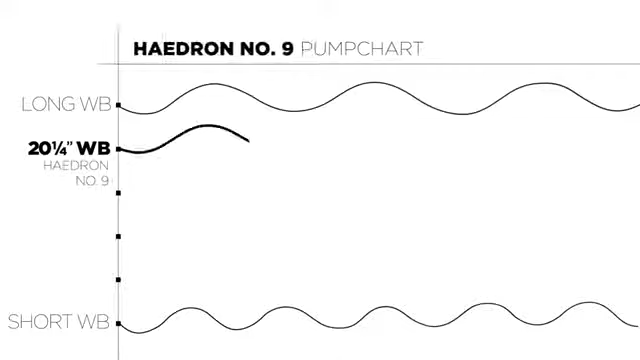 HAEDRON NO. 9 PUMPCHART
LONG WB
20¼” WB
HAEDRON
NO. 9
SHORT WB